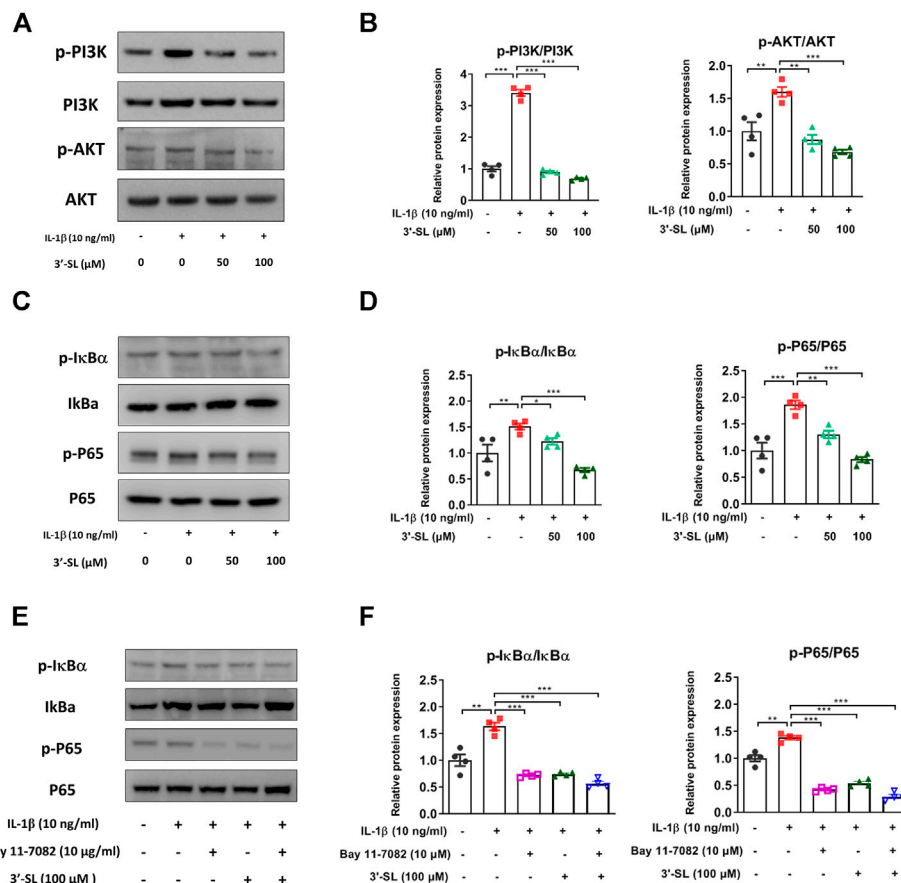 A
p-PI3K
PI3K
p-AKT
AKT
IL-1β (10 ng/ml) - + + +
3'-SL (μM) 0 0 50 100
B
p-PI3K/PI3K
*** *** ***
Relative protein expression
4
3
2
1
0
IL-1β (10 ng/ml) - + + +
3'-SL (μM) - - 50 100
p-AKT/AKT
** ** ***
Relative protein expression
2.0
1.5
1.0
0.5
0.0
IL-1β (10 ng/ml) - + + +
3'-SL (μM) - - 50 100
C
p-IκBα
IkBa
p-P65
P65
IL-1β (10 ng/ml) - + + +
3'-SL (μM) 0 0 50 100
D
p-IκBα/IκBα
** * ***
Relative protein expression
2.5
2.0
1.5
1.0
0.5
0.0
IL-1β (10 ng/ml) - + + +
3'-SL (μM) - - 50 100
p-P65/P65
*** ** ***
Relative protein expression
2.5
2.0
1.5
1.0
0.5
0.0
IL-1β (10 ng/ml) - + + +
3'-SL (μM) - - 50 100
E
p-IκBα
IkBa
p-P65
P65
IL-1β (10 ng/ml) - + + + +
y 11-7082 (10 μg/ml) - - + - +
3'-SL (100 μM ) - - - + +
F
p-IκBα/IκBα
** *** *** ***
Relative protein expression
2.5
2.0
1.5
1.0
0.5
0.0
IL-1β (10 ng/ml) - + + + +
Bay 11-7082 (10 μM) - - + - +
3'-SL (100 μM) - - - + +
p-P65/P65
** *** *** ***
Relative protein expression
2.5
2.0
1.5
1.0
0.5
0.0
IL-1β (10 ng/ml) - + + + +
Bay 11-7082 (10 μM) - - + - +
3'-SL (100 μM) - - - + +